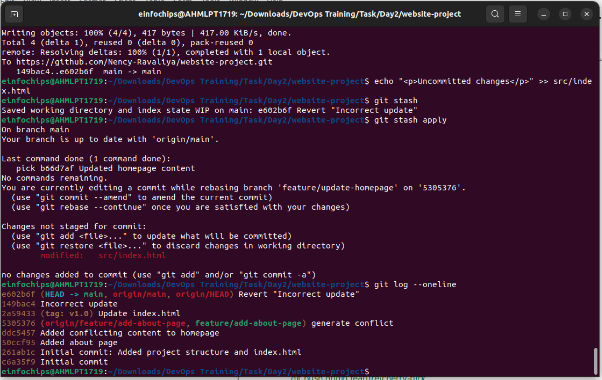 einfochips@AHMLPT1719: ~/Downloads/DevOps Training/Task/Day2/website-project
Writing objects: 100% (4/4), 417 bytes | 417.00 KiB/s, done.
Total 4 (delta 1), reused 0 (delta 0), pack-reused 0
remote: Resolving deltas: 100% (1/1), completed with 1 local object.
To https://github.com/Nency-Ravaliya/website-project.git
   149bac4..e602b6f  main -> main
einfochips@AHMLPT1719:~/Downloads/DevOps Training/Task/Day2/website-project$ echo "<p>Uncommitted changes</p>" >> src/i
ndex.html
einfochips@AHMLPT1719:~/Downloads/DevOps Training/Task/Day2/website-project$ git stash
Saved working directory and index state WIP on main: e602b6f Revert "Incorrect update"
einfochips@AHMLPT1719:~/Downloads/DevOps Training/Task/Day2/website-project$ git stash apply
On branch main
Your branch is up to date with 'origin/main'.
Last command done (1 command done):
   pick b66d7af Updated homepage content
No commands remaining.
You are currently editing a commit while rebasing branch 'feature/update-homepage' on '5305376'.
  (use "git commit --amend" to amend the current commit)
  (use "git rebase --continue" once you are satisfied with your changes)
Changes not staged for commit:
  (use "git add <file>..." to update what will be committed)
  (use "git restore <file>..." to discard changes in working directory)
        modified:   src/index.html
no changes added to commit (use "git add" and/or "git commit -a")
einfochips@AHMLPT1719:~/Downloads/DevOps Training/Task/Day2/website-project$ git log --oneline
e602b6f (HEAD -> main, origin/main, origin/HEAD) Revert "Incorrect update"
149bac4 Incorrect update
2a59433 (tag: v1.0) Update index.html
5305376 (origin/feature/add-about-page, feature/add-about-page) generate conflict
ddc5457 Added conflicting content to homepage
50ccf95 Added about page
261ab1c Initial commit: Added project structure and index.html
c6a35f9 Initial commit
einfochips@AHMLPT1719:~/Downloads/DevOps Training/Task/Day2/website-project$